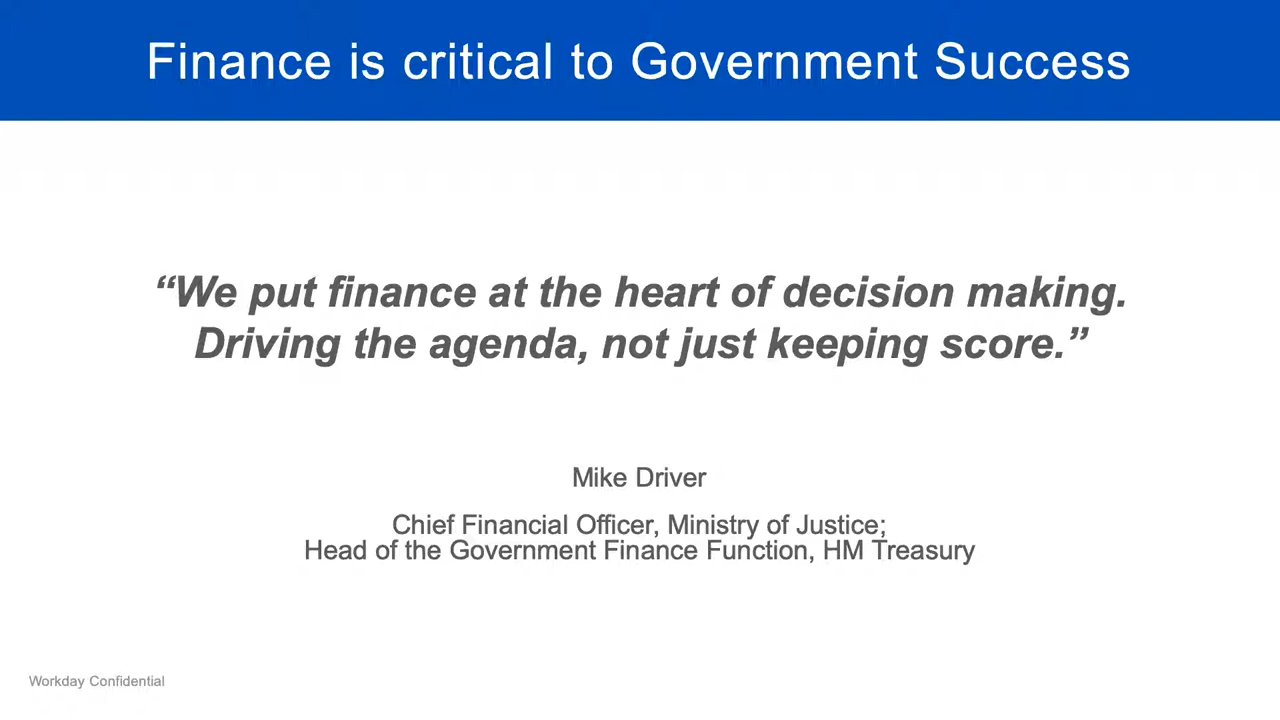 Finance is critical to Government Success
“We put finance at the heart of decision making.
Driving the agenda, not just keeping score.”
Mike Driver
Chief Financial Officer, Ministry of Justice;
Head of the Government Finance Function, HM Treasury
Workday Confidential